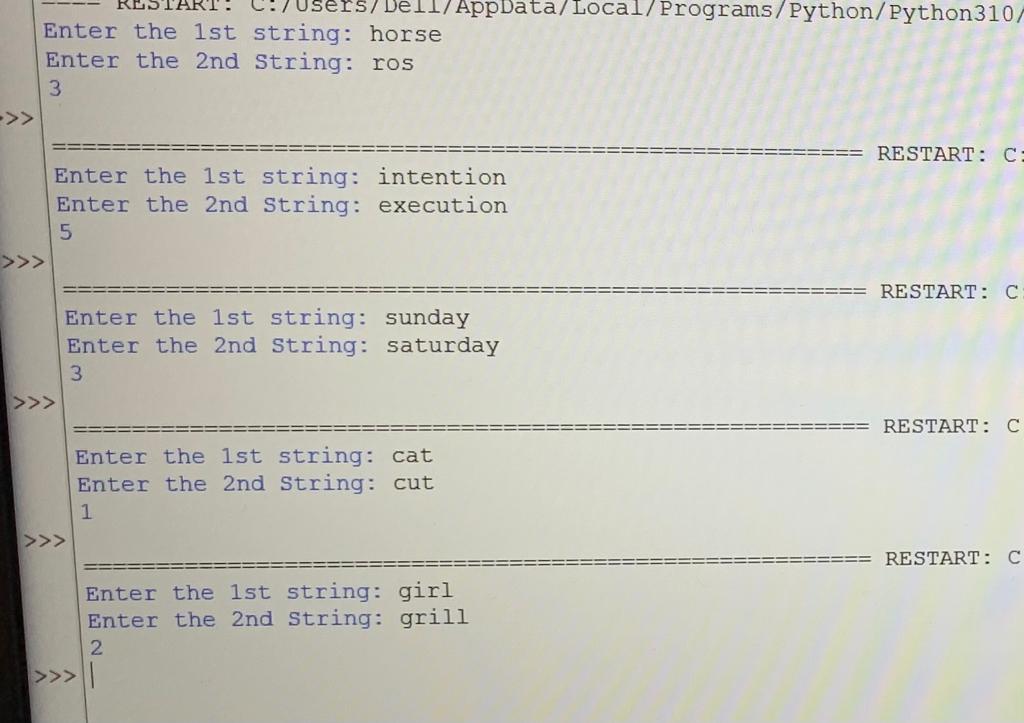 ==== RESTART: C:/Users/Dell/AppData/Local/Programs/Python/Python310/
Enter the 1st string: horse
Enter the 2nd String: ros
3
>>>
====================================================== RESTART: C:
Enter the 1st string: intention
Enter the 2nd String: execution
5
>>>
====================================================== RESTART: C:
Enter the 1st string: sunday
Enter the 2nd String: saturday
3
>>>
====================================================== RESTART: C
Enter the 1st string: cat
Enter the 2nd String: cut
1
>>>
====================================================== RESTART: C
Enter the 1st string: girl
Enter the 2nd String: grill
2
>>>